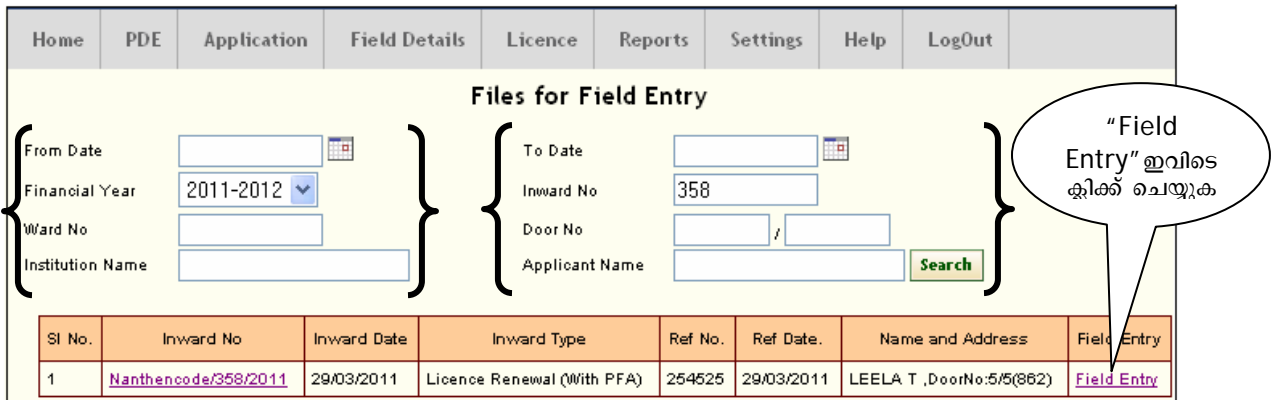 Home PDE Application Field Details Licence Reports Settings Help LogOut
Files for Field Entry
From Date To Date
Financial Year 2011-2012 Inward No 358
Ward No Door No /
Institution Name Applicant Name Search
“Field
Entry” ഇവിടെ
ക്ലിക്ക് ചെയ്യുക
Sl No. Inward No Inward Date Inward Type Ref No. Ref Date. Name and Address Field Entry
1 Nanthencode/358/2011 29/03/2011 Licence Renewal (With PFA) 254525 29/03/2011 LEELA T ,DoorNo:5/5(862) Field Entry